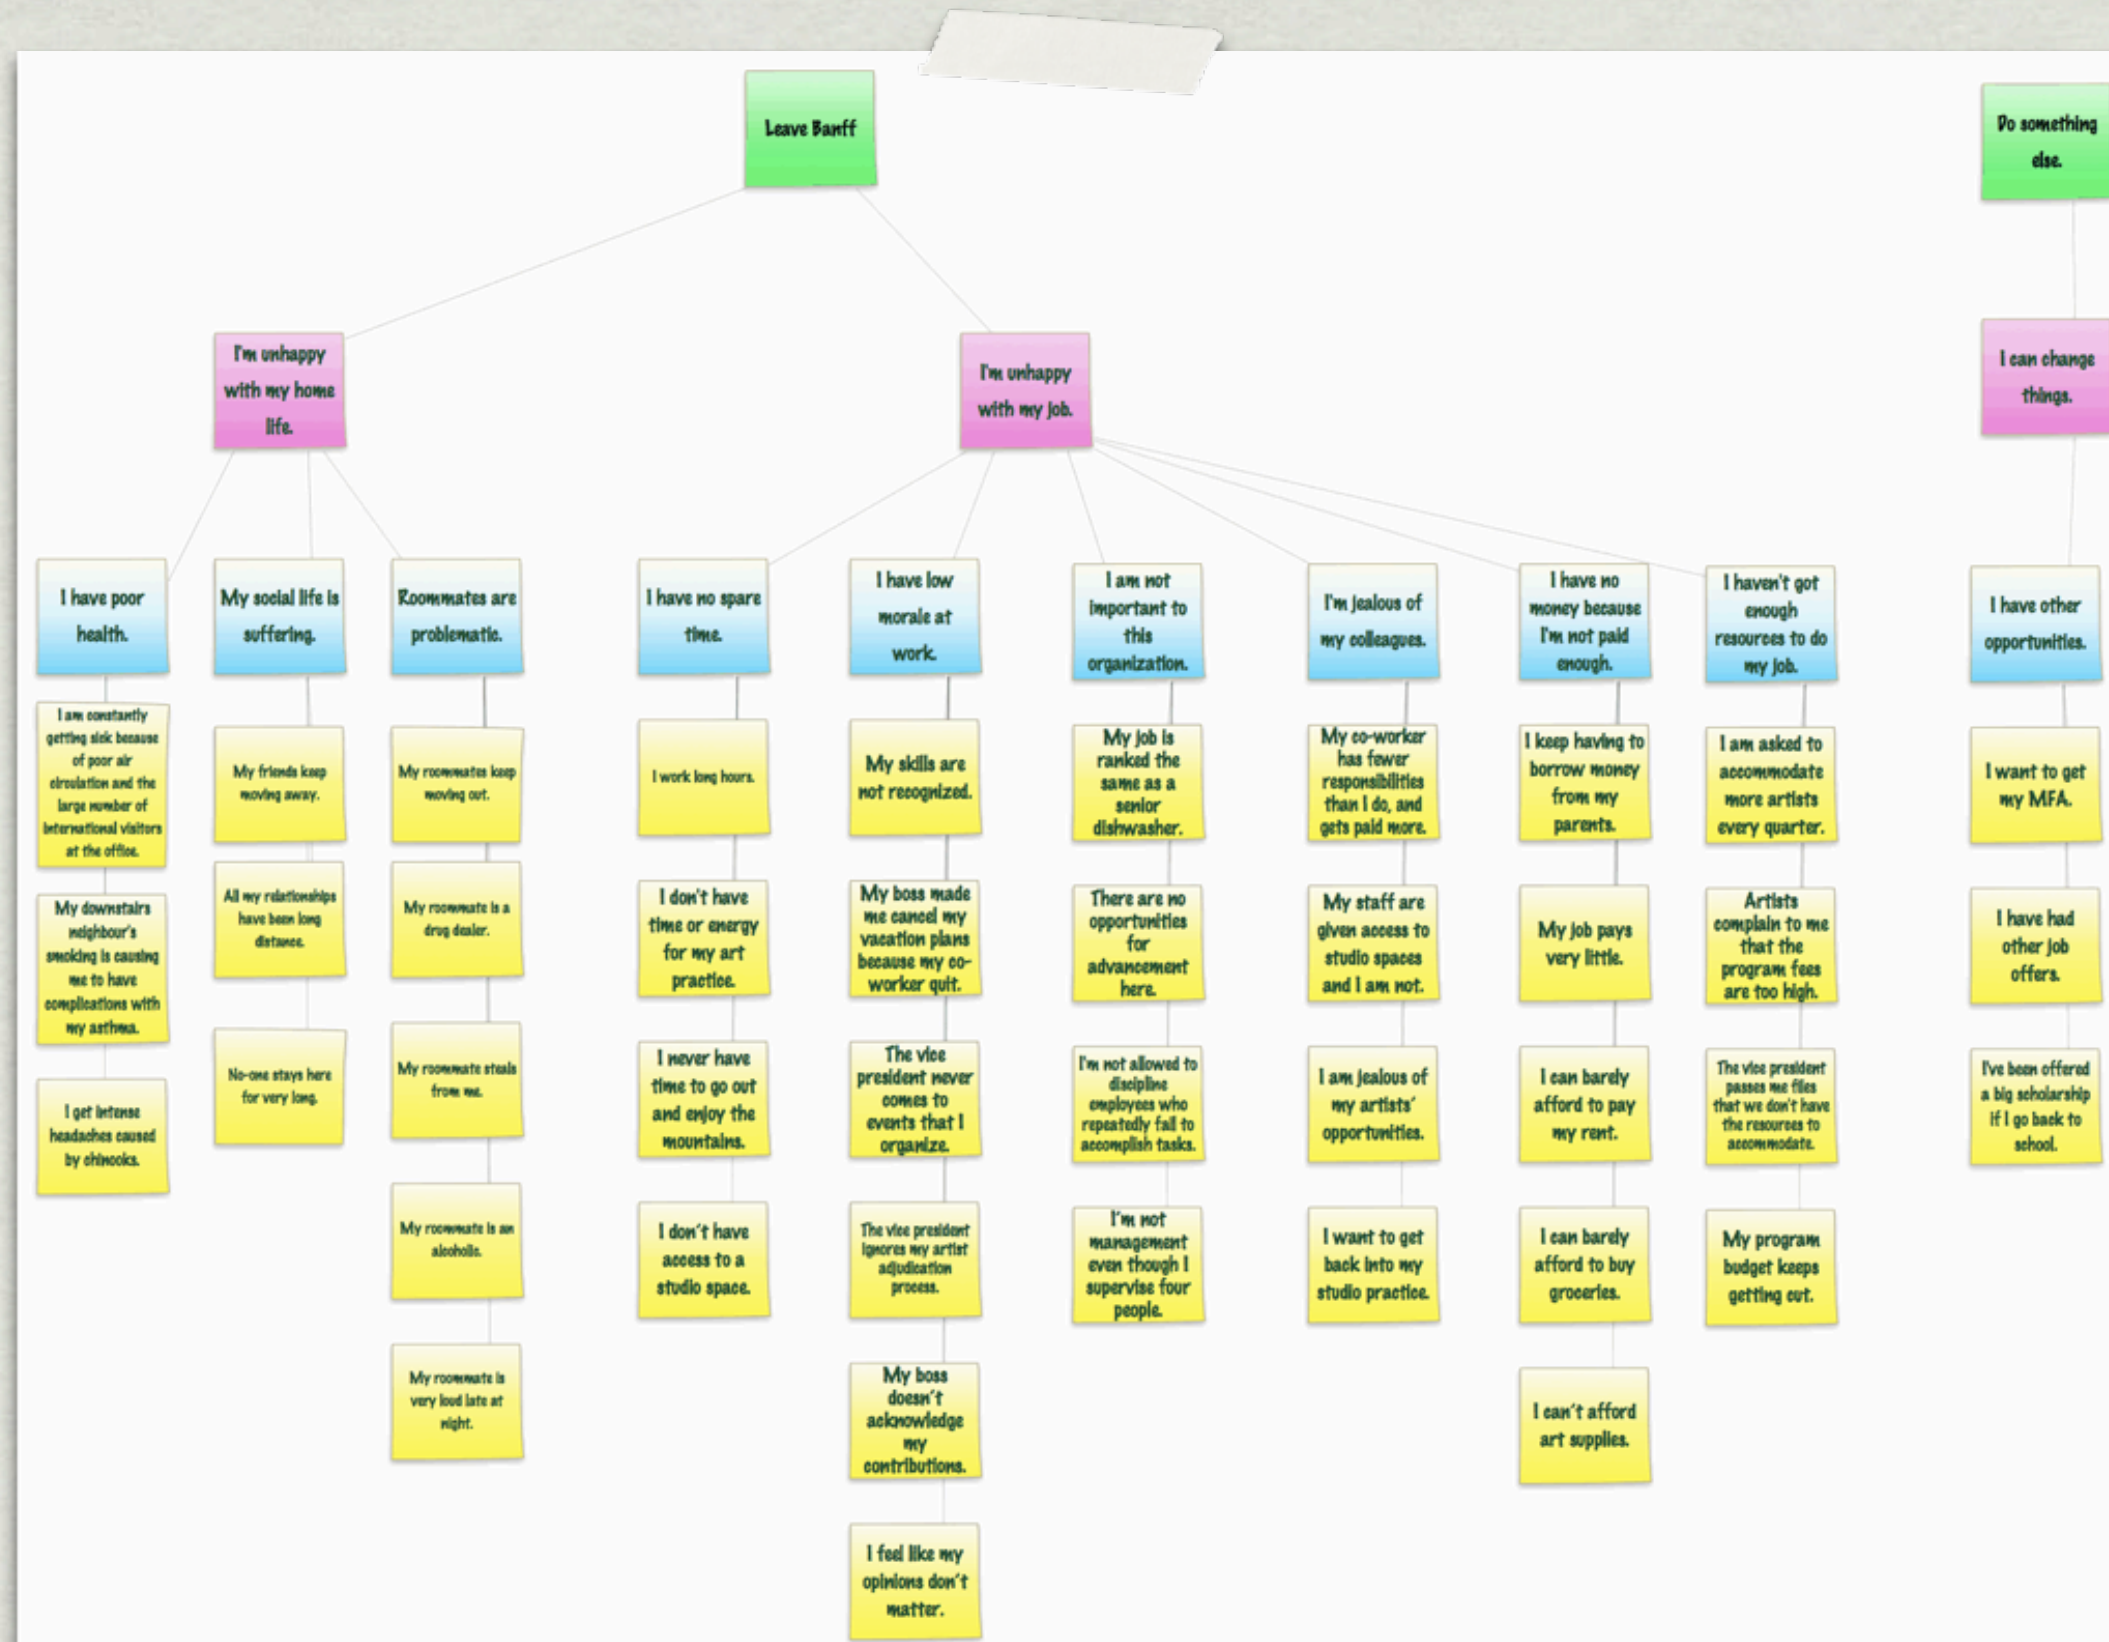 Leave Banff
Do something
else.
I'm unhappy
with my home
life.
I'm unhappy
with my job.
I can change
things.
I have poor
health.
My social life is
suffering.
Roommates are
problematic.
I have no spare
time.
I have low
morale at
work.
I am not
important to
this
organization.
I'm jealous of
my colleagues.
I have no
money because
I'm not paid
enough.
I haven't got
enough
resources to do
my job.
I have other
opportunities.
I am constantly
getting sick because
of poor air
circulation and the
large number of
international visitors
at the office.
My downstairs
neighbour's
smoking is causing
me to have
complications with
my asthma.
I get intense
headaches caused
by chinooks.
My friends keep
moving away.
All my relationships
have been long
distance.
No-one stays here
for very long.
My roommates keep
moving out.
My roommate is a
drug dealer.
My roommate steals
from me.
My roommate is an
alcoholic.
My roommate is
very loud late at
night.
I work long hours.
I don't have
time or energy
for my art
practice.
I never have
time to go out
and enjoy the
mountains.
I don't have
access to a
studio space.
My skills are
not recognized.
My boss made
me cancel my
vacation plans
because my co-
worker quit.
The vice
president never
comes to
events that I
organize.
The vice president
ignores my artist
adjudication
process.
My boss
doesn't
acknowledge
my
contributions.
I feel like my
opinions don't
matter.
My job is
ranked the
same as a
senior
dishwasher.
There are no
opportunities
for
advancement
here.
I'm not allowed to
discipline
employees who
repeatedly fail to
accomplish tasks.
I'm not
management
even though I
supervise four
people.
My co-worker
has fewer
responsibilities
than I do, and
gets paid more.
My staff are
given access to
studio spaces
and I am not.
I am jealous of
my artists'
opportunities.
I want to get
back into my
studio practice.
I keep having to
borrow money
from my
parents.
My job pays
very little.
I can barely
afford to pay
my rent.
I can barely
afford to buy
groceries.
I can't afford
art supplies.
I am asked to
accommodate
more artists
every quarter.
Artists
complain to me
that the
program fees
are too high.
The vice president
passes me files
that we don't have
the resources to
accommodate.
My program
budget keeps
getting cut.
I want to get
my MFA.
I have had
other job
offers.
I've been offered
a big scholarship
if I go back to
school.